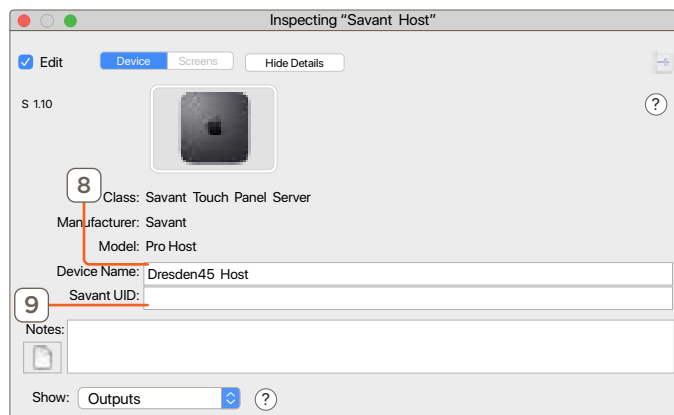 Inspecting “Savant Host”
Edit Device Screens Hide Details
S 1.10 ?
8
Class: Savant Touch Panel Server
Manufacturer: Savant
Model: Pro Host
Device Name: Dresden45 Host
Savant UID:
9
Notes:
Show: Outputs ?